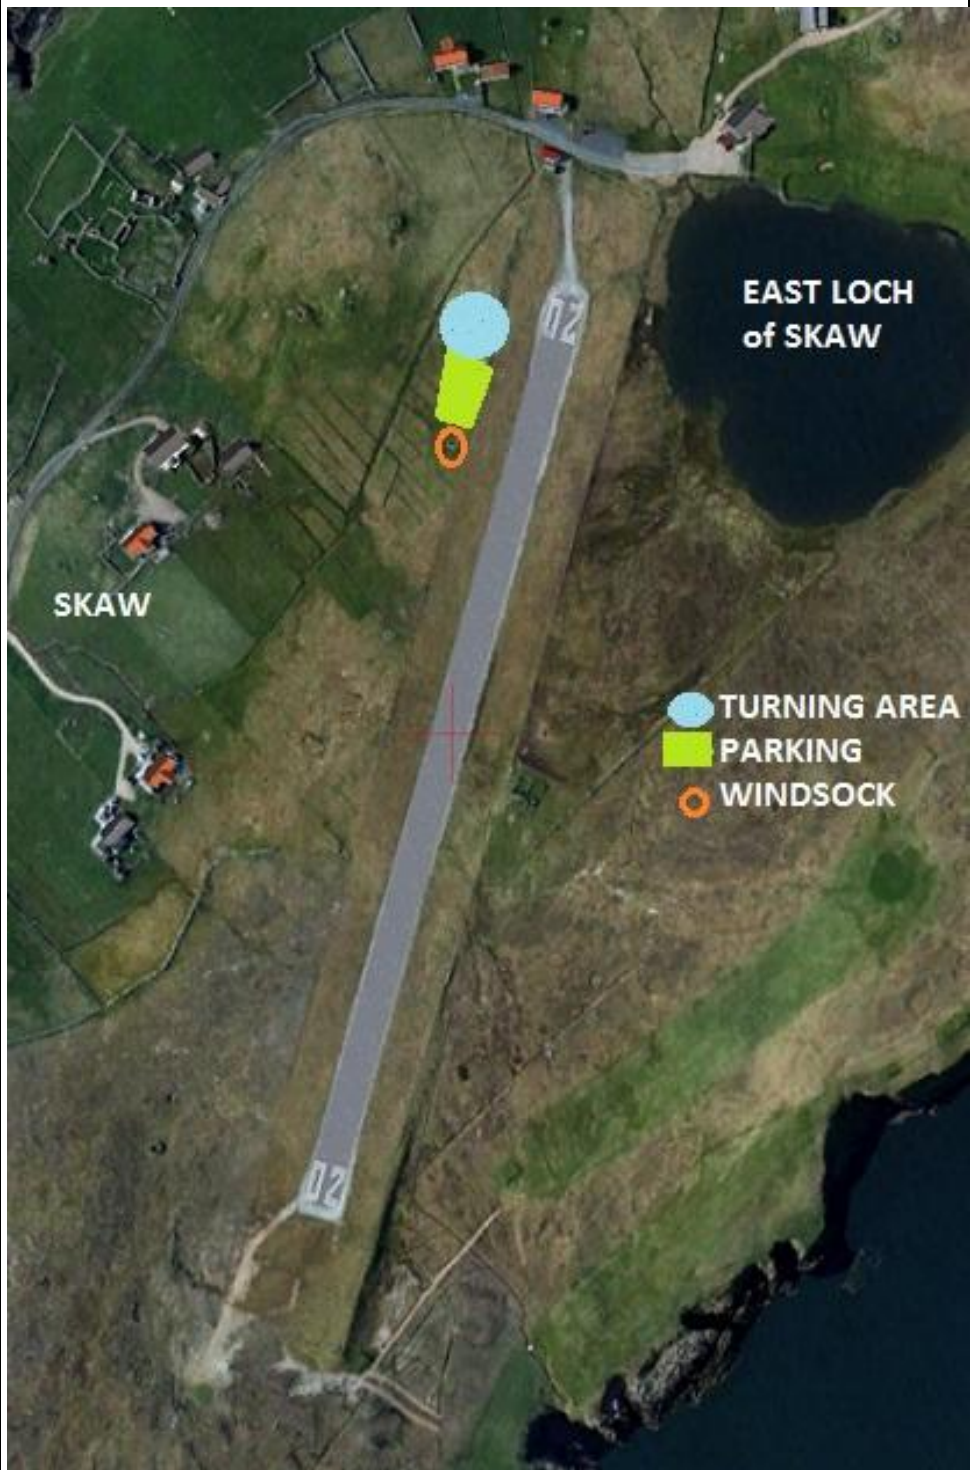 02
EAST LOCH
of SKAW
SKAW
TURNING AREA
PARKING
WINDSOCK
02